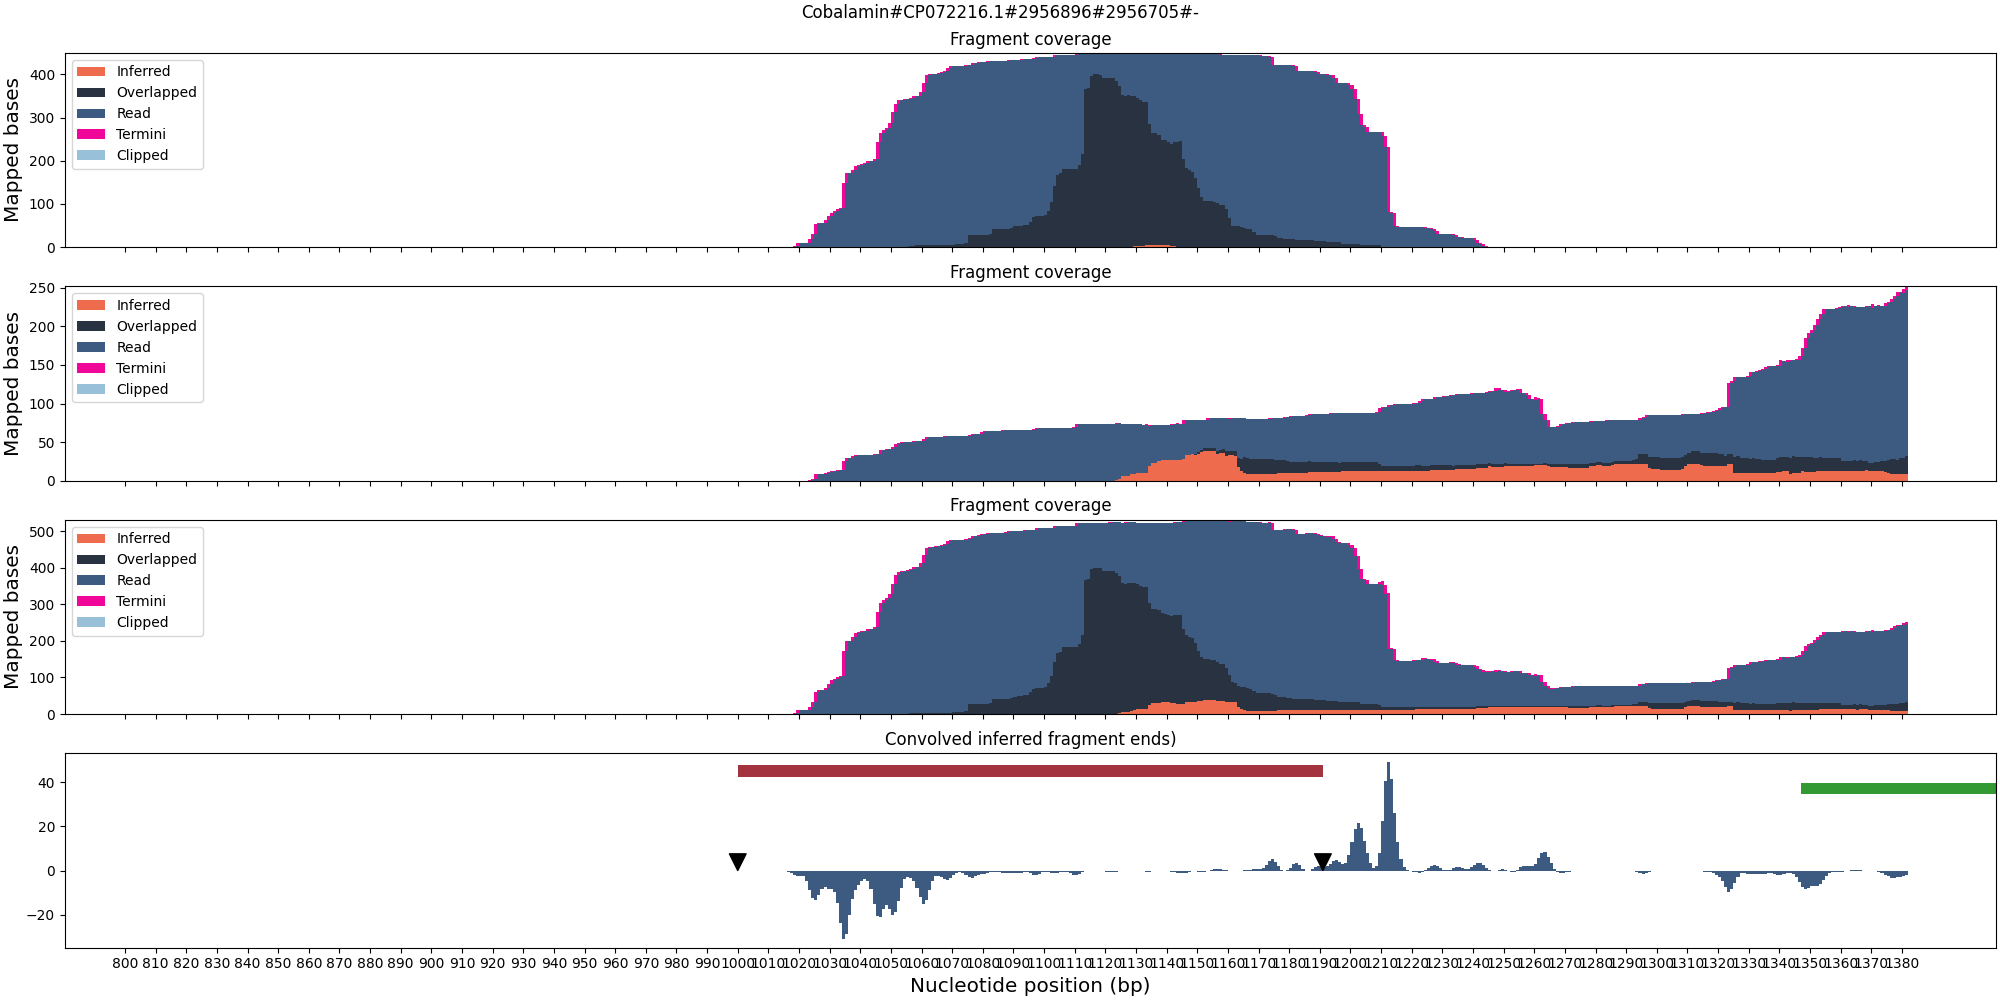 Cobalamin#CP072216.1#2956896#2956705#-
Fragment coverage
Mapped bases
400
300
200
100
0
Inferred
Overlapped
Read
Termini
Clipped
Fragment coverage
Mapped bases
250
200
150
100
50
0
Inferred
Overlapped
Read
Termini
Clipped
Fragment coverage
Mapped bases
500
400
300
200
100
0
Inferred
Overlapped
Read
Termini
Clipped
Convolved inferred fragment ends)
40
20
0
−20
800 810 820 830 840 850 860 870 880 890 900 910 920 930 940 950 960 970 980 990 1000 1010 1020 1030 1040 1050 1060 1070 1080 1090 1100 1110 1120 1130 1140 1150 1160 1170 1180 1190 1200 1210 1220 1230 1240 1250 1260 1270 1280 1290 1300 1310 1320 1330 1340 1350 1360 1370 1380
Nucleotide position (bp)